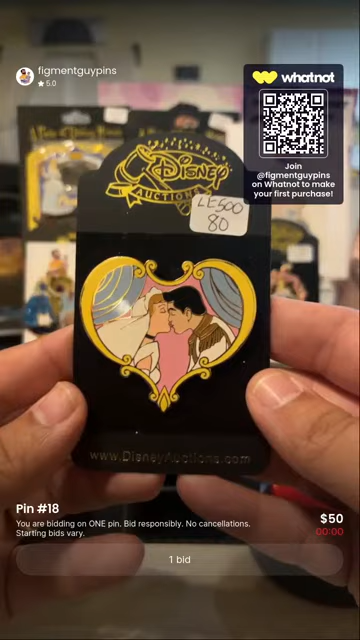 figmentguypins
5.0
whatnot
Join
@figmentguypins
on Whatnot to make
your first purchase!
Disney
AUCTIONS
LE500
80
www.DisneyAuctions.com
Pin #18
You are bidding on ONE pin. Bid responsibly. No cancellations.
Starting bids vary.
$50
00:00
1 bid